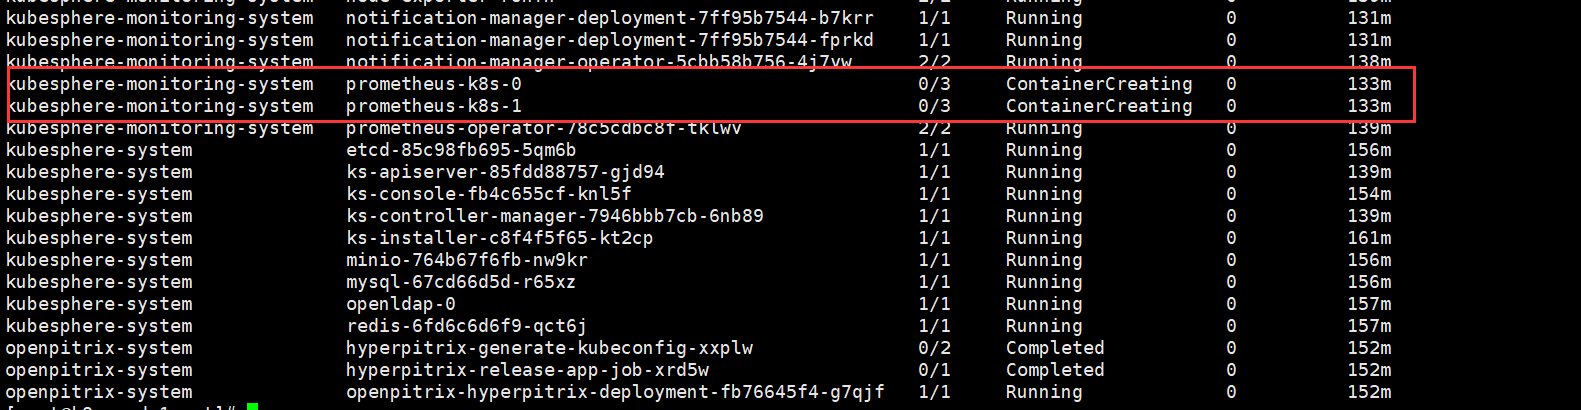 kubesphere-monitoring-system notification-manager-deployment-7ff95b7544-b7krr 1/1 Running 0 131m
kubesphere-monitoring-system notification-manager-deployment-7ff95b7544-fprkd 1/1 Running 0 131m
kubesphere-monitoring-system notification-manager-operator-5cbb58b756-4j7vw 2/2 Running 0 138m
kubesphere-monitoring-system prometheus-k8s-0 0/3 ContainerCreating 0 133m
kubesphere-monitoring-system prometheus-k8s-1 0/3 ContainerCreating 0 133m
kubesphere-monitoring-system prometheus-operator-78c5cdbc8f-tklwv 2/2 Running 0 139m
kubesphere-system etcd-85c98fb695-5qm6b 1/1 Running 0 156m
kubesphere-system ks-apiserver-85fdd88757-gjd94 1/1 Running 0 139m
kubesphere-system ks-console-fb4c655cf-knl5f 1/1 Running 0 154m
kubesphere-system ks-controller-manager-7946bbb7cb-6nb89 1/1 Running 0 139m
kubesphere-system ks-installer-c8f4f5f65-kt2cp 1/1 Running 0 161m
kubesphere-system minio-764b67f6fb-nw9kr 1/1 Running 0 156m
kubesphere-system mysql-67cd66d5d-r65xz 1/1 Running 0 156m
kubesphere-system openldap-0 1/1 Running 0 157m
kubesphere-system redis-6fd6c6d6f9-qct6j 1/1 Running 0 157m
openpitrix-system hyperpitrix-generate-kubeconfig-xxplw 0/2 Completed 0 152m
openpitrix-system hyperpitrix-release-app-job-xrd5w 0/1 Completed 0 152m
openpitrix-system openpitrix-hyperpitrix-deployment-fb76645f4-g7qjf 1/1 Running 0 152m